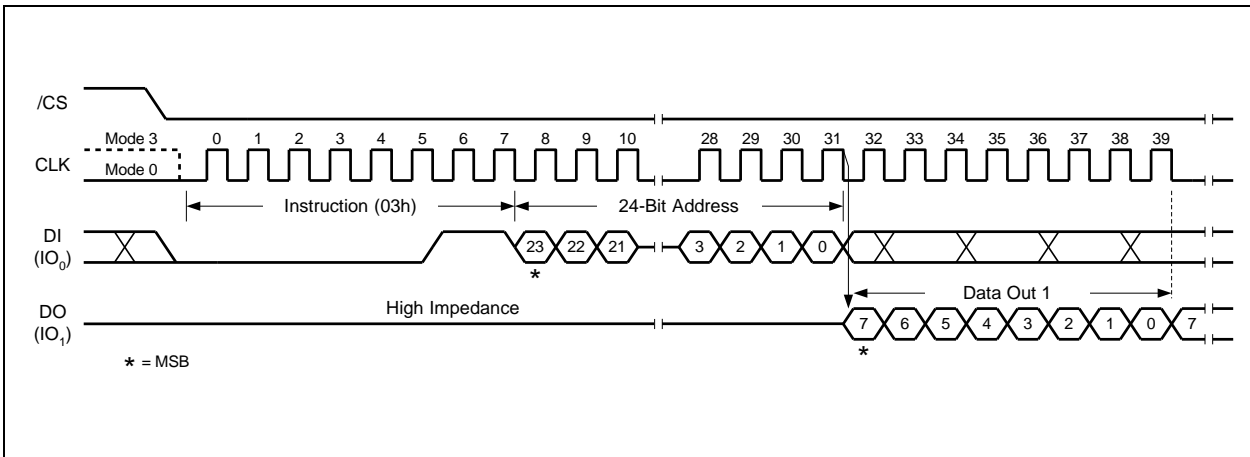 /CS
Mode 3
0 1 2 3 4 5 6 7 8 9 10 28 29 30 31 32 33 34 35 36 37 38 39
CLK
Mode 0
Instruction (03h)
24-Bit Address
DI
(IO₀)
23 22 21 3 2 1 0
*
Data Out 1
High Impedance
DO
(IO₁)
7 6 5 4 3 2 1 0 7
*
* = MSB